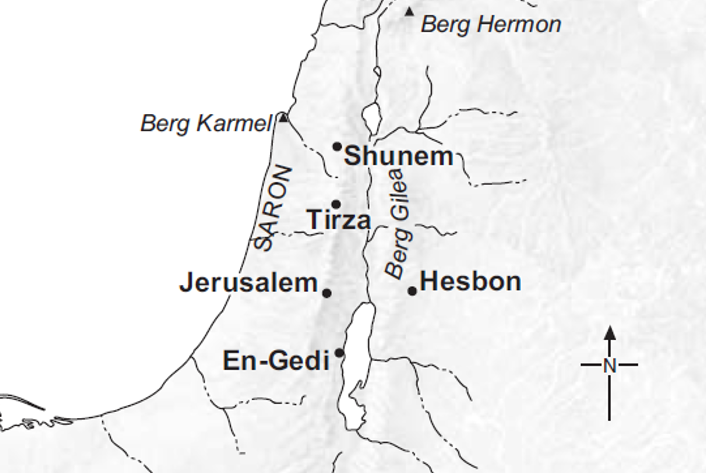 Berg Hermon
Berg Karmel
Shunem
SARON
Berg Gilea
Tirza
Jerusalem
Hesbon
En-Gedi
N